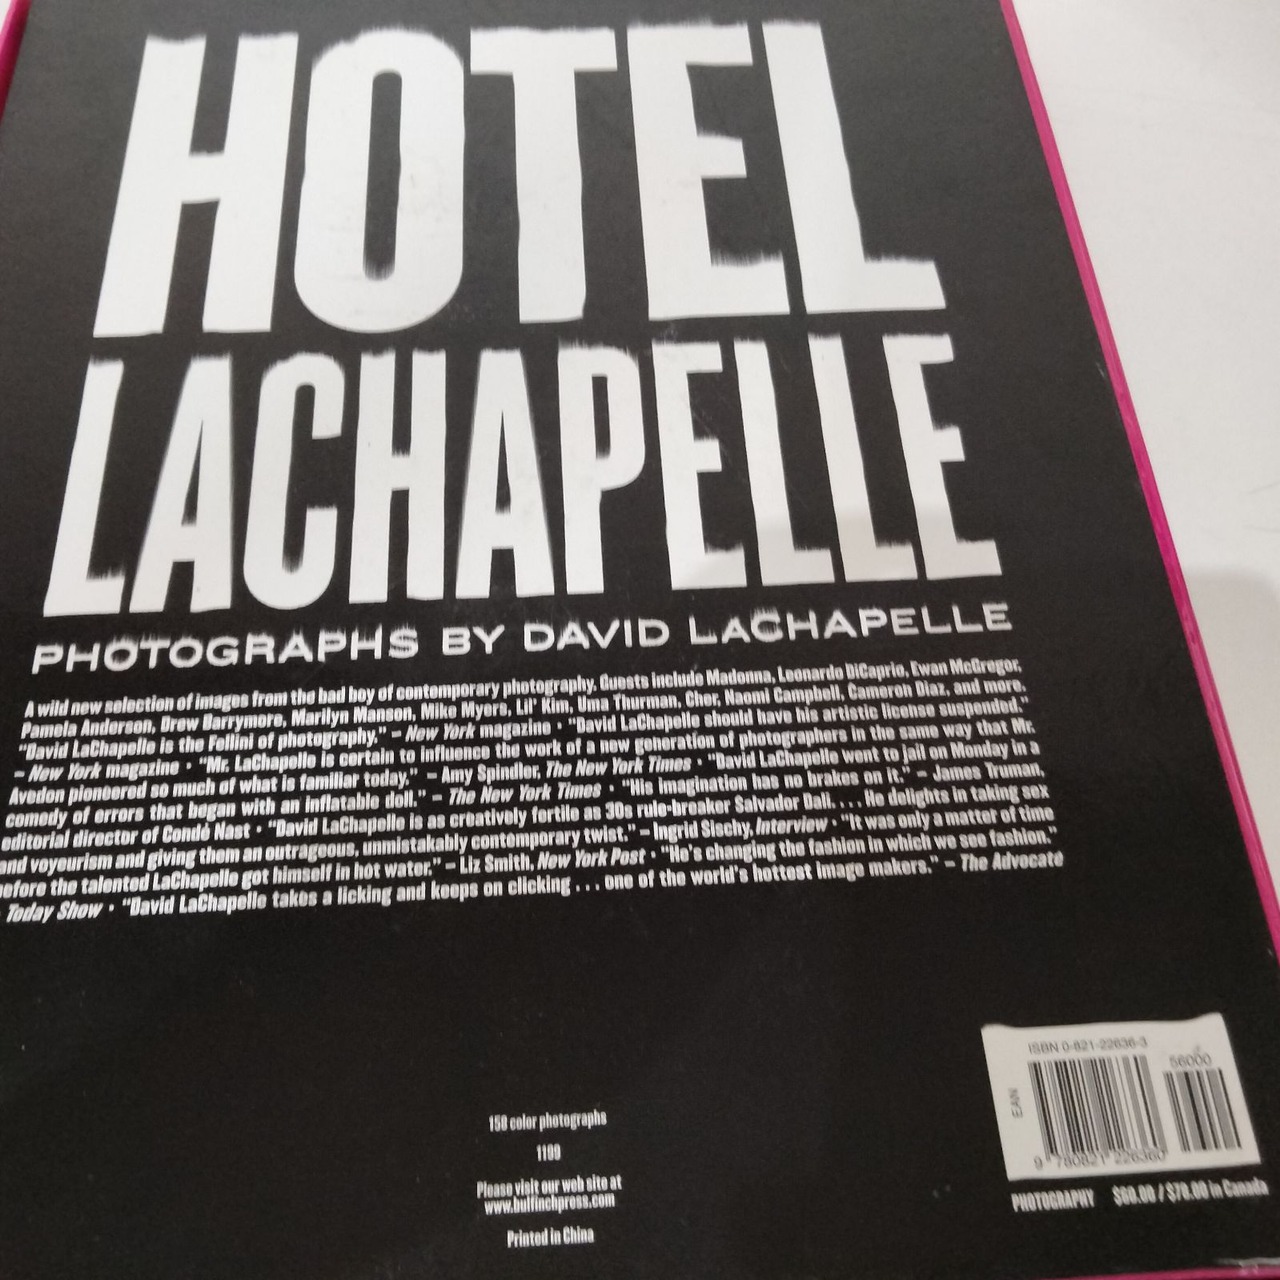 HOTEL
LACHAPELLE
PHOTOGRAPHS BY DAVID LACHAPELLE
A wild new selection of images from the bad boy of contemporary photography. Guests include Madonna, Leonardo DiCaprio, Ewan McGregor,
Pamela Anderson, Drew Barrymore, Marilyn Manson, Mike Myers, Lil' Kim, Uma Thurman, Cher, Naomi Campbell, Cameron Diaz, and more.
"David LaChapelle is the Fellini of photography." – New York magazine • "David LaChapelle should have his artistic license suspended."
– New York magazine • "Mr. LaChapelle is certain to influence the work of a new generation of photographers in the same way that Mr.
Avedon pioneered so much of what is familiar today." – Amy Spindler, The New York Times • "David LaChapelle went to jail on Monday in a
comedy of errors that began with an inflatable doll." – The New York Times • "His imagination has no brakes on it." – James Truman,
editorial director of Condé Nast • "David LaChapelle is as creatively fertile as 30s rule-breaker Salvador Dalí. . . . He delights in taking sex
and voyeurism and giving them an outrageous, unmistakably contemporary twist." – Ingrid Sischy, Interview • "It was only a matter of time
before the talented LaChapelle got himself in hot water." – Liz Smith, New York Post • "He's changing the fashion in which we see fashion."
Today Show • "David LaChapelle takes a licking and keeps on clicking . . . one of the world's hottest image makers." – The Advocate
158 color photographs
1199
Please visit our web site at
www.bulfinchpress.com
Printed in China
ISBN 0-821-22636-3
56000
EAN
9 780821 226360
PHOTOGRAPHY $60.00 / $78.00 in Canada